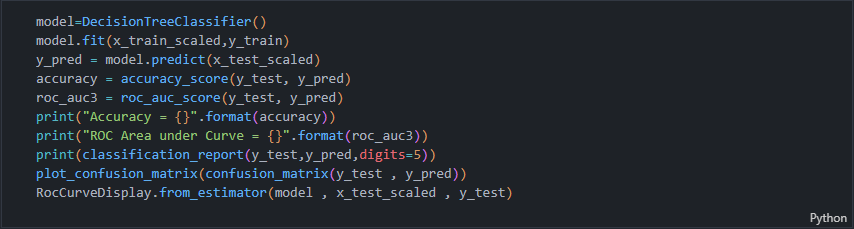 model=DecisionTreeClassifier()
model.fit(x_train_scaled,y_train)
y_pred = model.predict(x_test_scaled)
accuracy = accuracy_score(y_test, y_pred)
roc_auc3 = roc_auc_score(y_test, y_pred)
print("Accuracy = {}".format(accuracy))
print("ROC Area under Curve = {}".format(roc_auc3))
print(classification_report(y_test,y_pred,digits=5))
plot_confusion_matrix(confusion_matrix(y_test , y_pred))
RocCurveDisplay.from_estimator(model , x_test_scaled , y_test)
Python